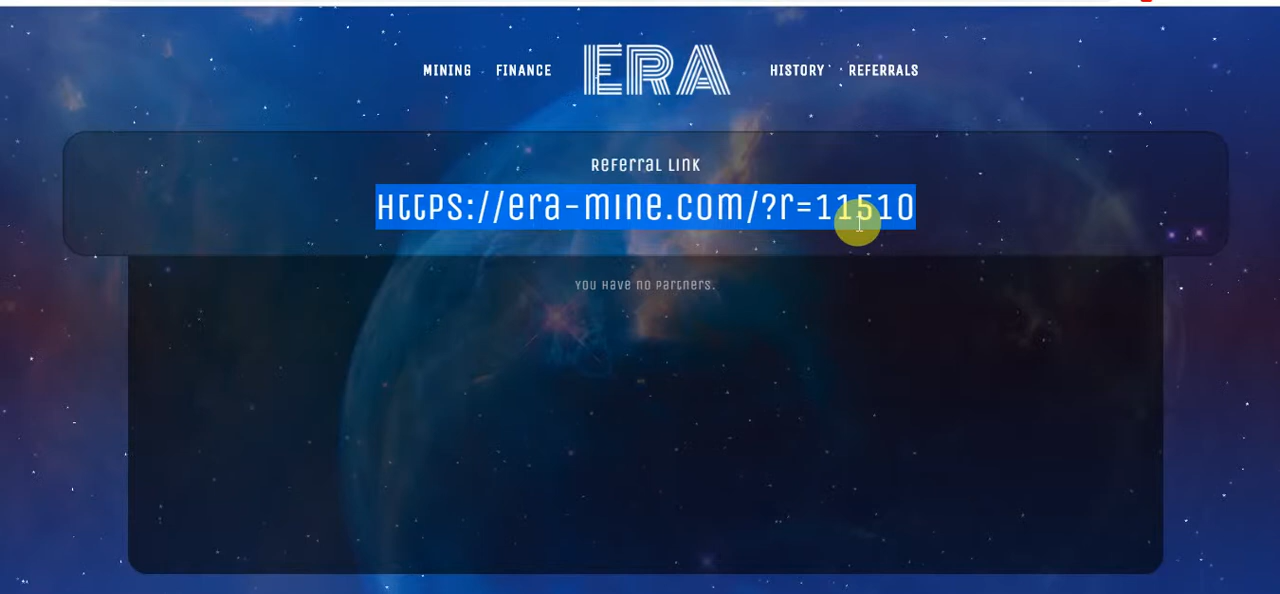 MINING FINANCE ERA HISTORY REFERRALS
Referral Link
https://era-mine.com/?r=11510
You have no partners.